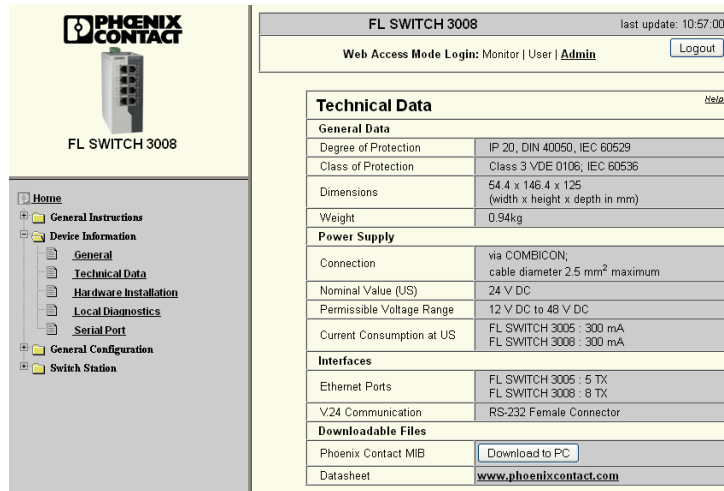 PHŒNIX
CONTACT
FL SWITCH 3008
Home
General Instructions
Device Information
General
Technical Data
Hardware Installation
Local Diagnostics
Serial Port
General Configuration
Switch Station
FL SWITCH 3008 last update: 10:57:00
Web Access Mode Login: Monitor | User | Admin Logout
Technical Data Help
General Data
Degree of Protection IP 20, DIN 40050, IEC 60529
Class of Protection Class 3 VDE 0106; IEC 60536
Dimensions 54.4 x 146.4 x 125
(width x height x depth in mm)
Weight 0.94kg
Power Supply
Connection via COMBICON;
cable diameter 2.5 mm² maximum
Nominal Value (US) 24 V DC
Permissible Voltage Range 12 V DC to 48 V DC
Current Consumption at US FL SWITCH 3005 : 300 mA
FL SWITCH 3008 : 300 mA
Interfaces
Ethernet Ports FL SWITCH 3005 : 5 TX
FL SWITCH 3008 : 8 TX
V.24 Communication RS-232 Female Connector
Downloadable Files
Phoenix Contact MIB Download to PC
Datasheet www.phoenixcontact.com